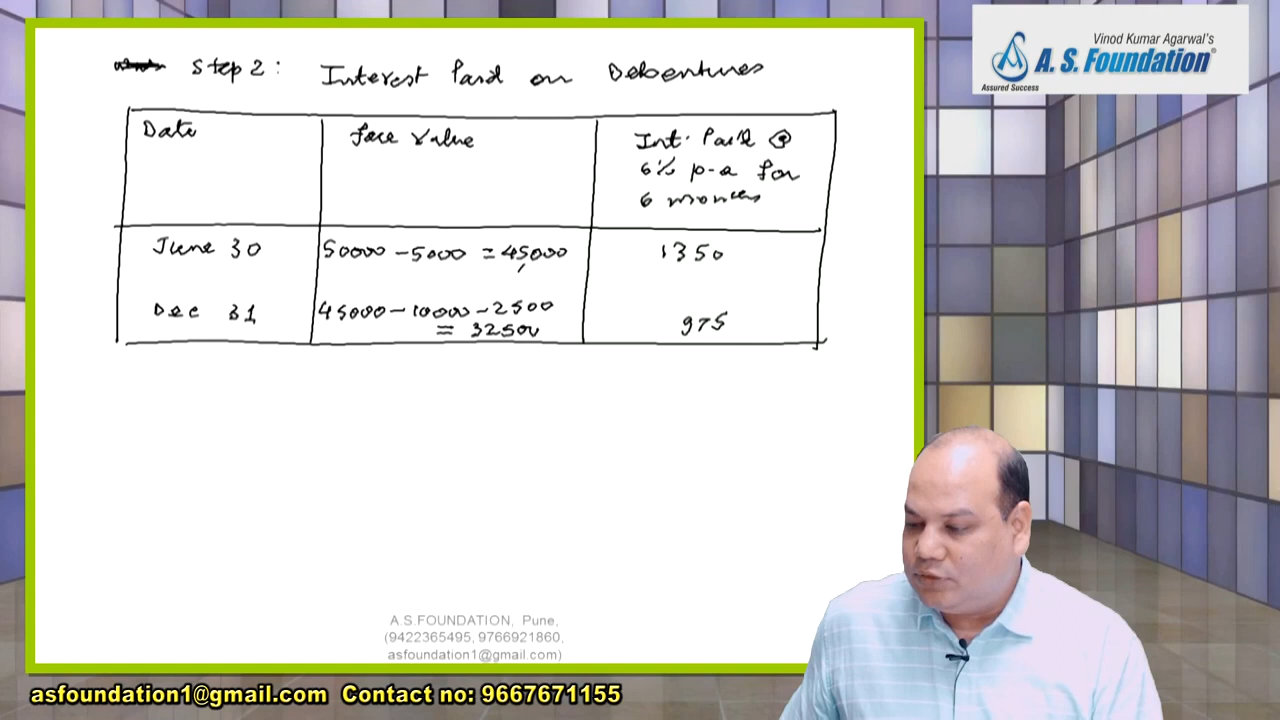 Vinod Kumar Agarwal's
A. S. Foundation®
Assured Success
Step 2: Interest Paid on Debentures
Date
Face Value
Int. Paid @
6% p-a for
6 months
June 30
50000 - 5000 = 45000
1350
Dec 31
45000 - 10000 - 2500
= 32500
975
A.S.FOUNDATION, Pune,
(9422365495, 9766921860,
asfoundation1@gmail.com)
asfoundation1@gmail.com Contact no: 9667671155